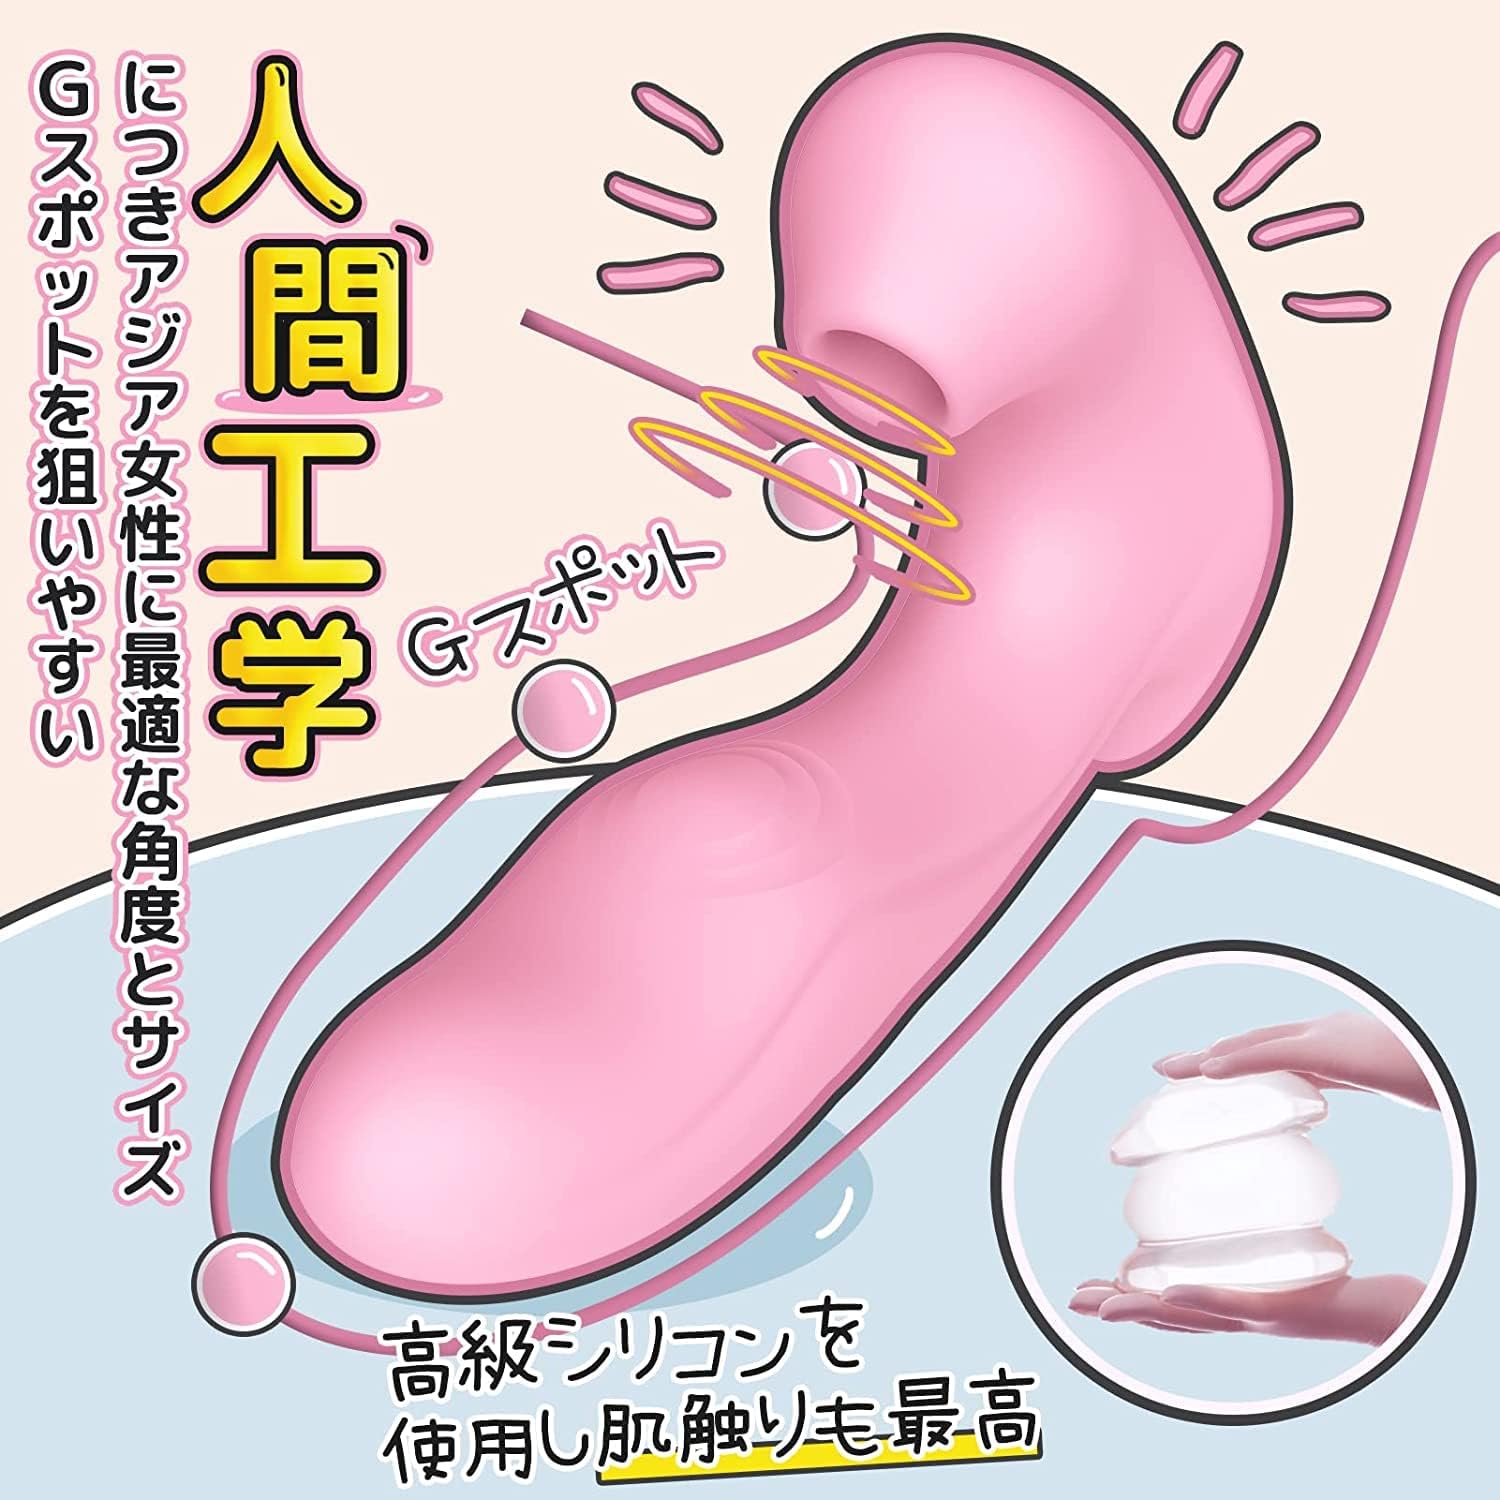 人間工学
につきアジア女性に最適な角度とサイズ
Gスポットを狙いやすい
Gスポット
高級シリコンを
使用し肌触りも最高